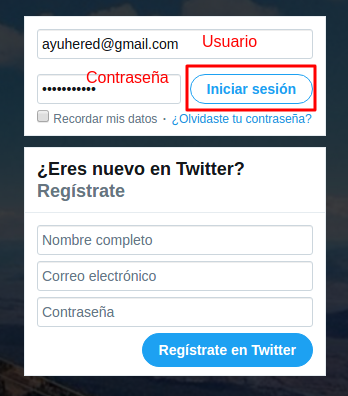 ayuhered@gmail.com Usuario
Contraseña
••••••••••• Iniciar sesión
Recordar mis datos · ¿Olvidaste tu contraseña?
¿Eres nuevo en Twitter?
Regístrate
Nombre completo
Correo electrónico
Contraseña
Regístrate en Twitter